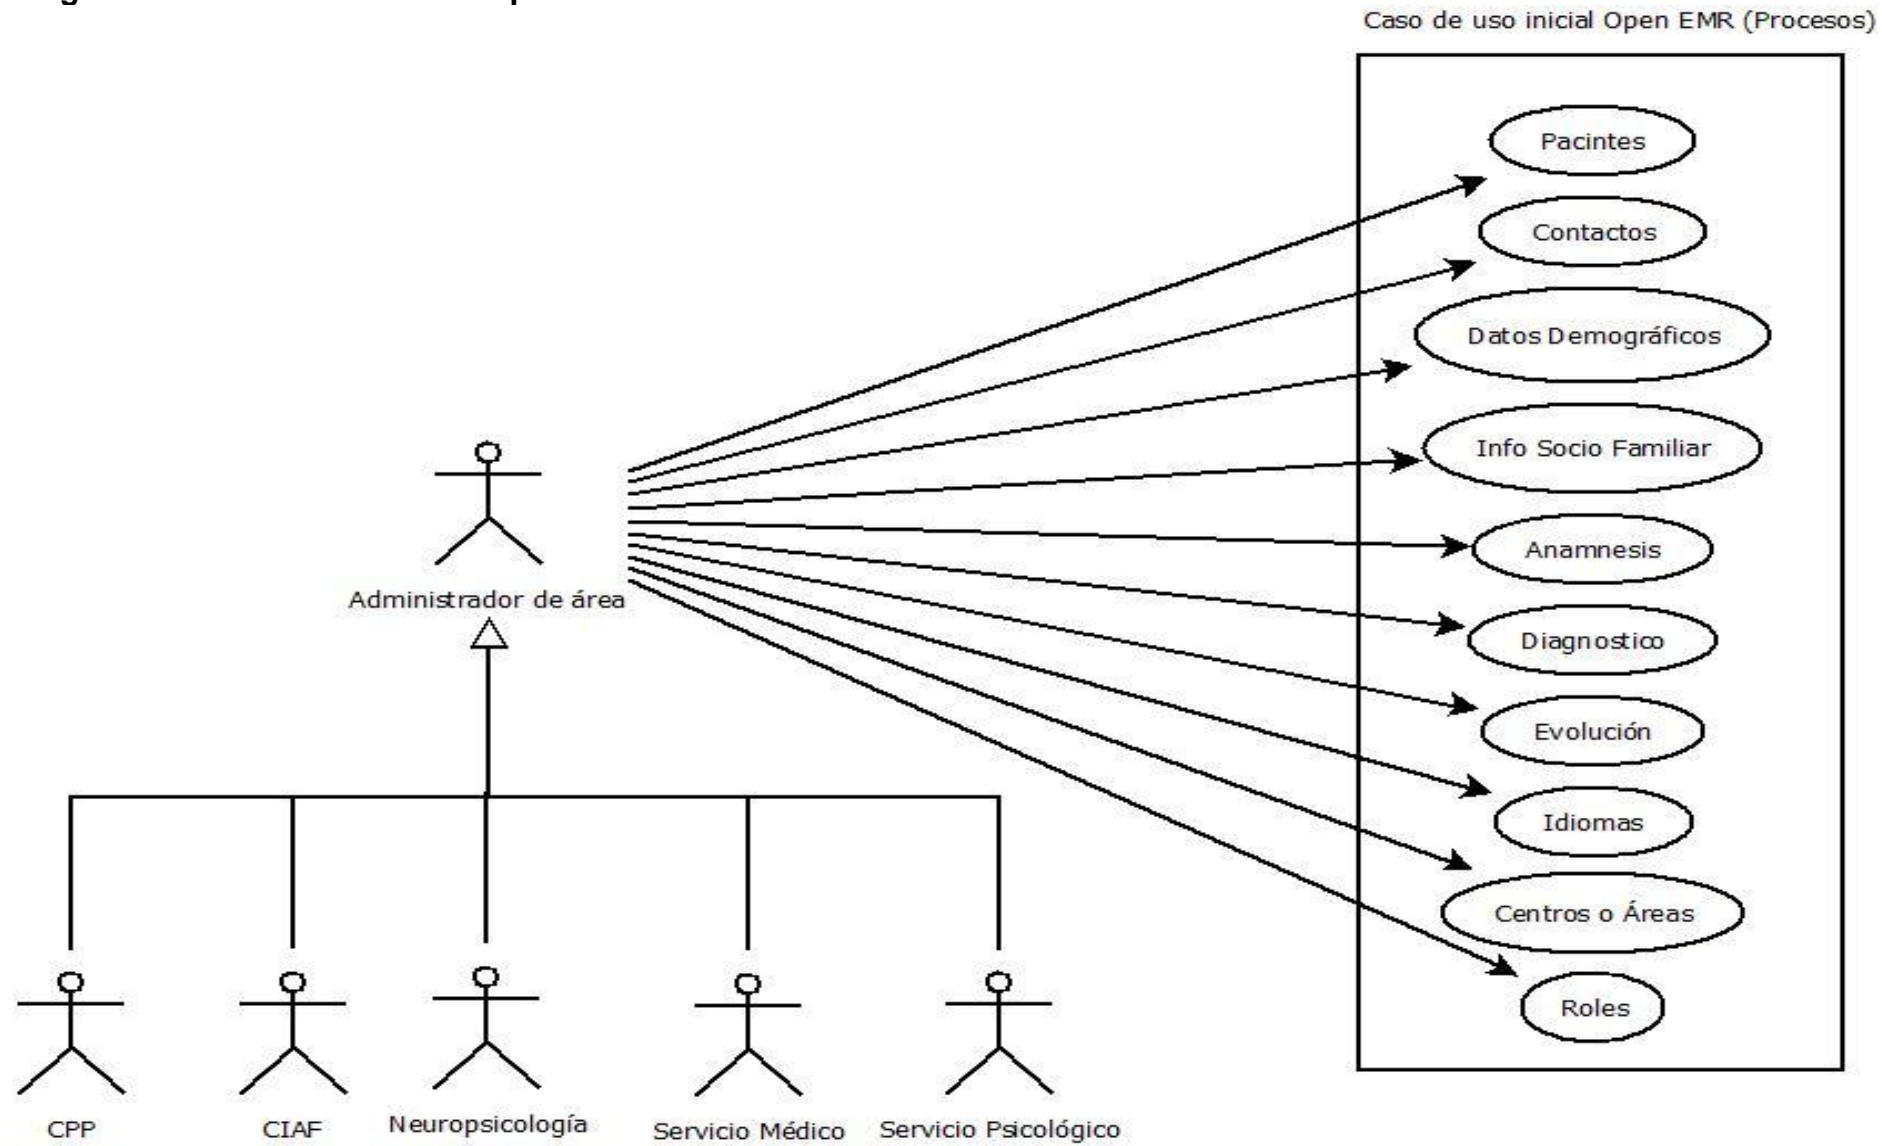 Caso de uso inicial Open EMR (Procesos)
Pacintes
Contactos
Datos Demográficos
Info Socio Familiar
Anamnesis
Diagnostico
Evolución
Idiomas
Centros o Áreas
Roles
Administrador de área
CPP
CIAF
Neuropsicología
Servicio Médico
Servicio Psicológico